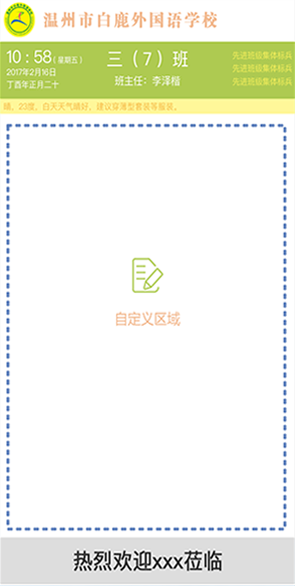 温州市白鹿外国语学校
10:58(星期五)
2017年2月16日
丁酉年正月二十
三（7）班
班主任：李泽楷
先进班级集体标兵
先进班级集体标兵
先进班级集体标兵
晴，23度，白天天气晴好，建议穿薄型套装等服装。
自定义区域
热烈欢迎xxx莅临